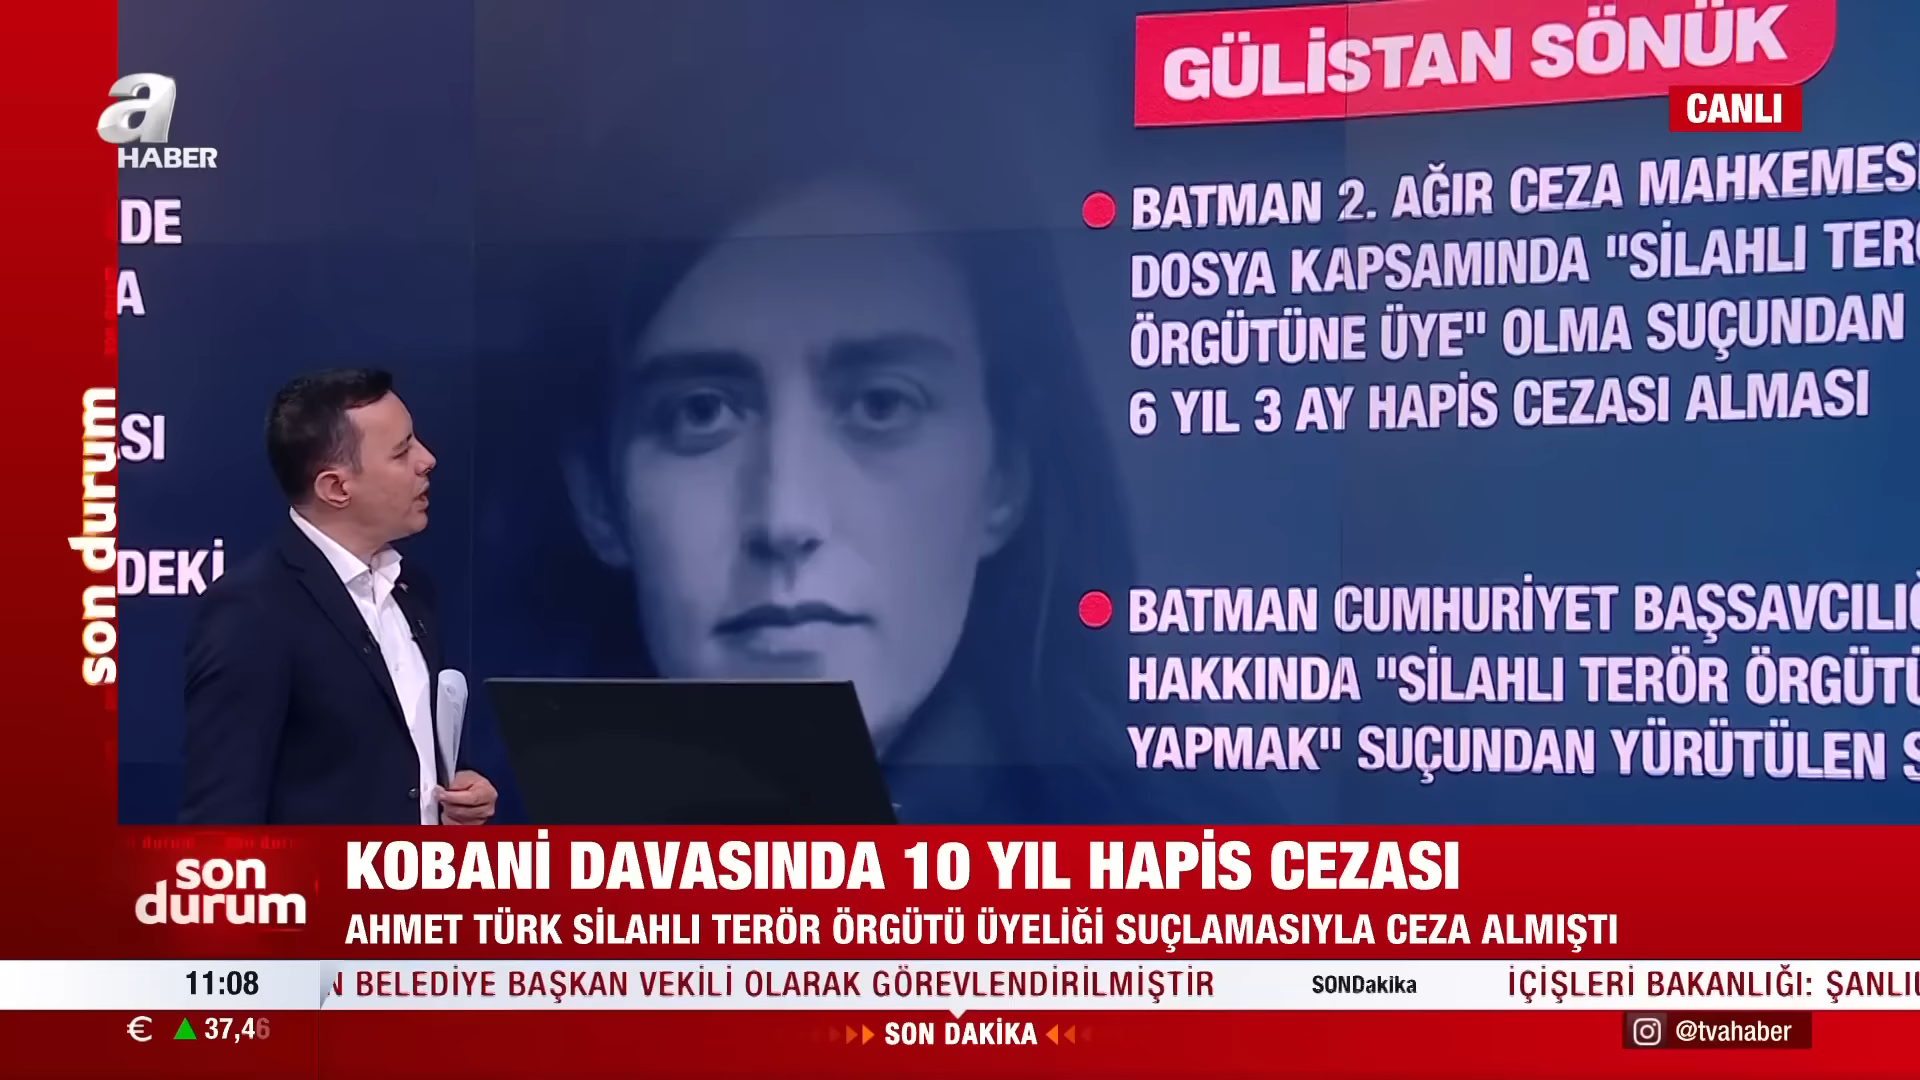 a
HABER
GÜLİSTAN SÖNÜK
CANLI
BATMAN 2. AĞIR CEZA MAHKEMES
DOSYA KAPSAMINDA "SİLAHLI TER
ÖRGÜTÜNE ÜYE" OLMA SUÇUNDAN
6 YIL 3 AY HAPİS CEZASI ALMASI
BATMAN CUMHURİYET BAŞSAVCILIĞ
HAKKINDA "SİLAHLI TERÖR ÖRGÜTÜ
YAPMAK" SUÇUNDAN YÜRÜTÜLEN S
DE
A
SI
DEKİ
son durum
son
durum
KOBANİ DAVASINDA 10 YIL HAPİS CEZASI
AHMET TÜRK SİLAHLI TERÖR ÖRGÜTÜ ÜYELİĞİ SUÇLAMASIYLA CEZA ALMIŞTI
11:08
N BELEDİYE BAŞKAN VEKİLİ OLARAK GÖREVLENDİRİLMİŞTİR SONDakika İÇİŞLERİ BAKANLIĞI: ŞANLIU
€ ▲ 37,46
SON DAKİKA
@tvahaber